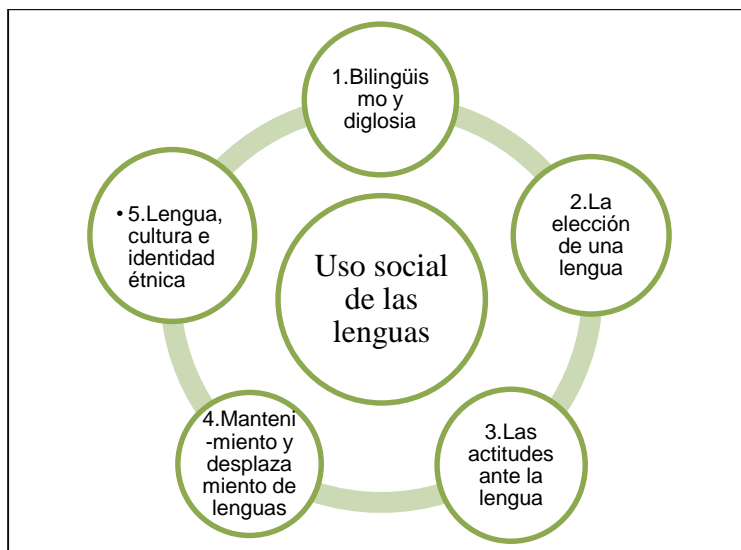 1.Bilingüis
mo y
diglosia
2.La
elección
de una
lengua
3.Las
actitudes
ante la
lengua
4.Manteni
-miento y
desplaza
miento de
lenguas
• 5.Lengua,
cultura e
identidad
étnica
Uso social
de las
lenguas